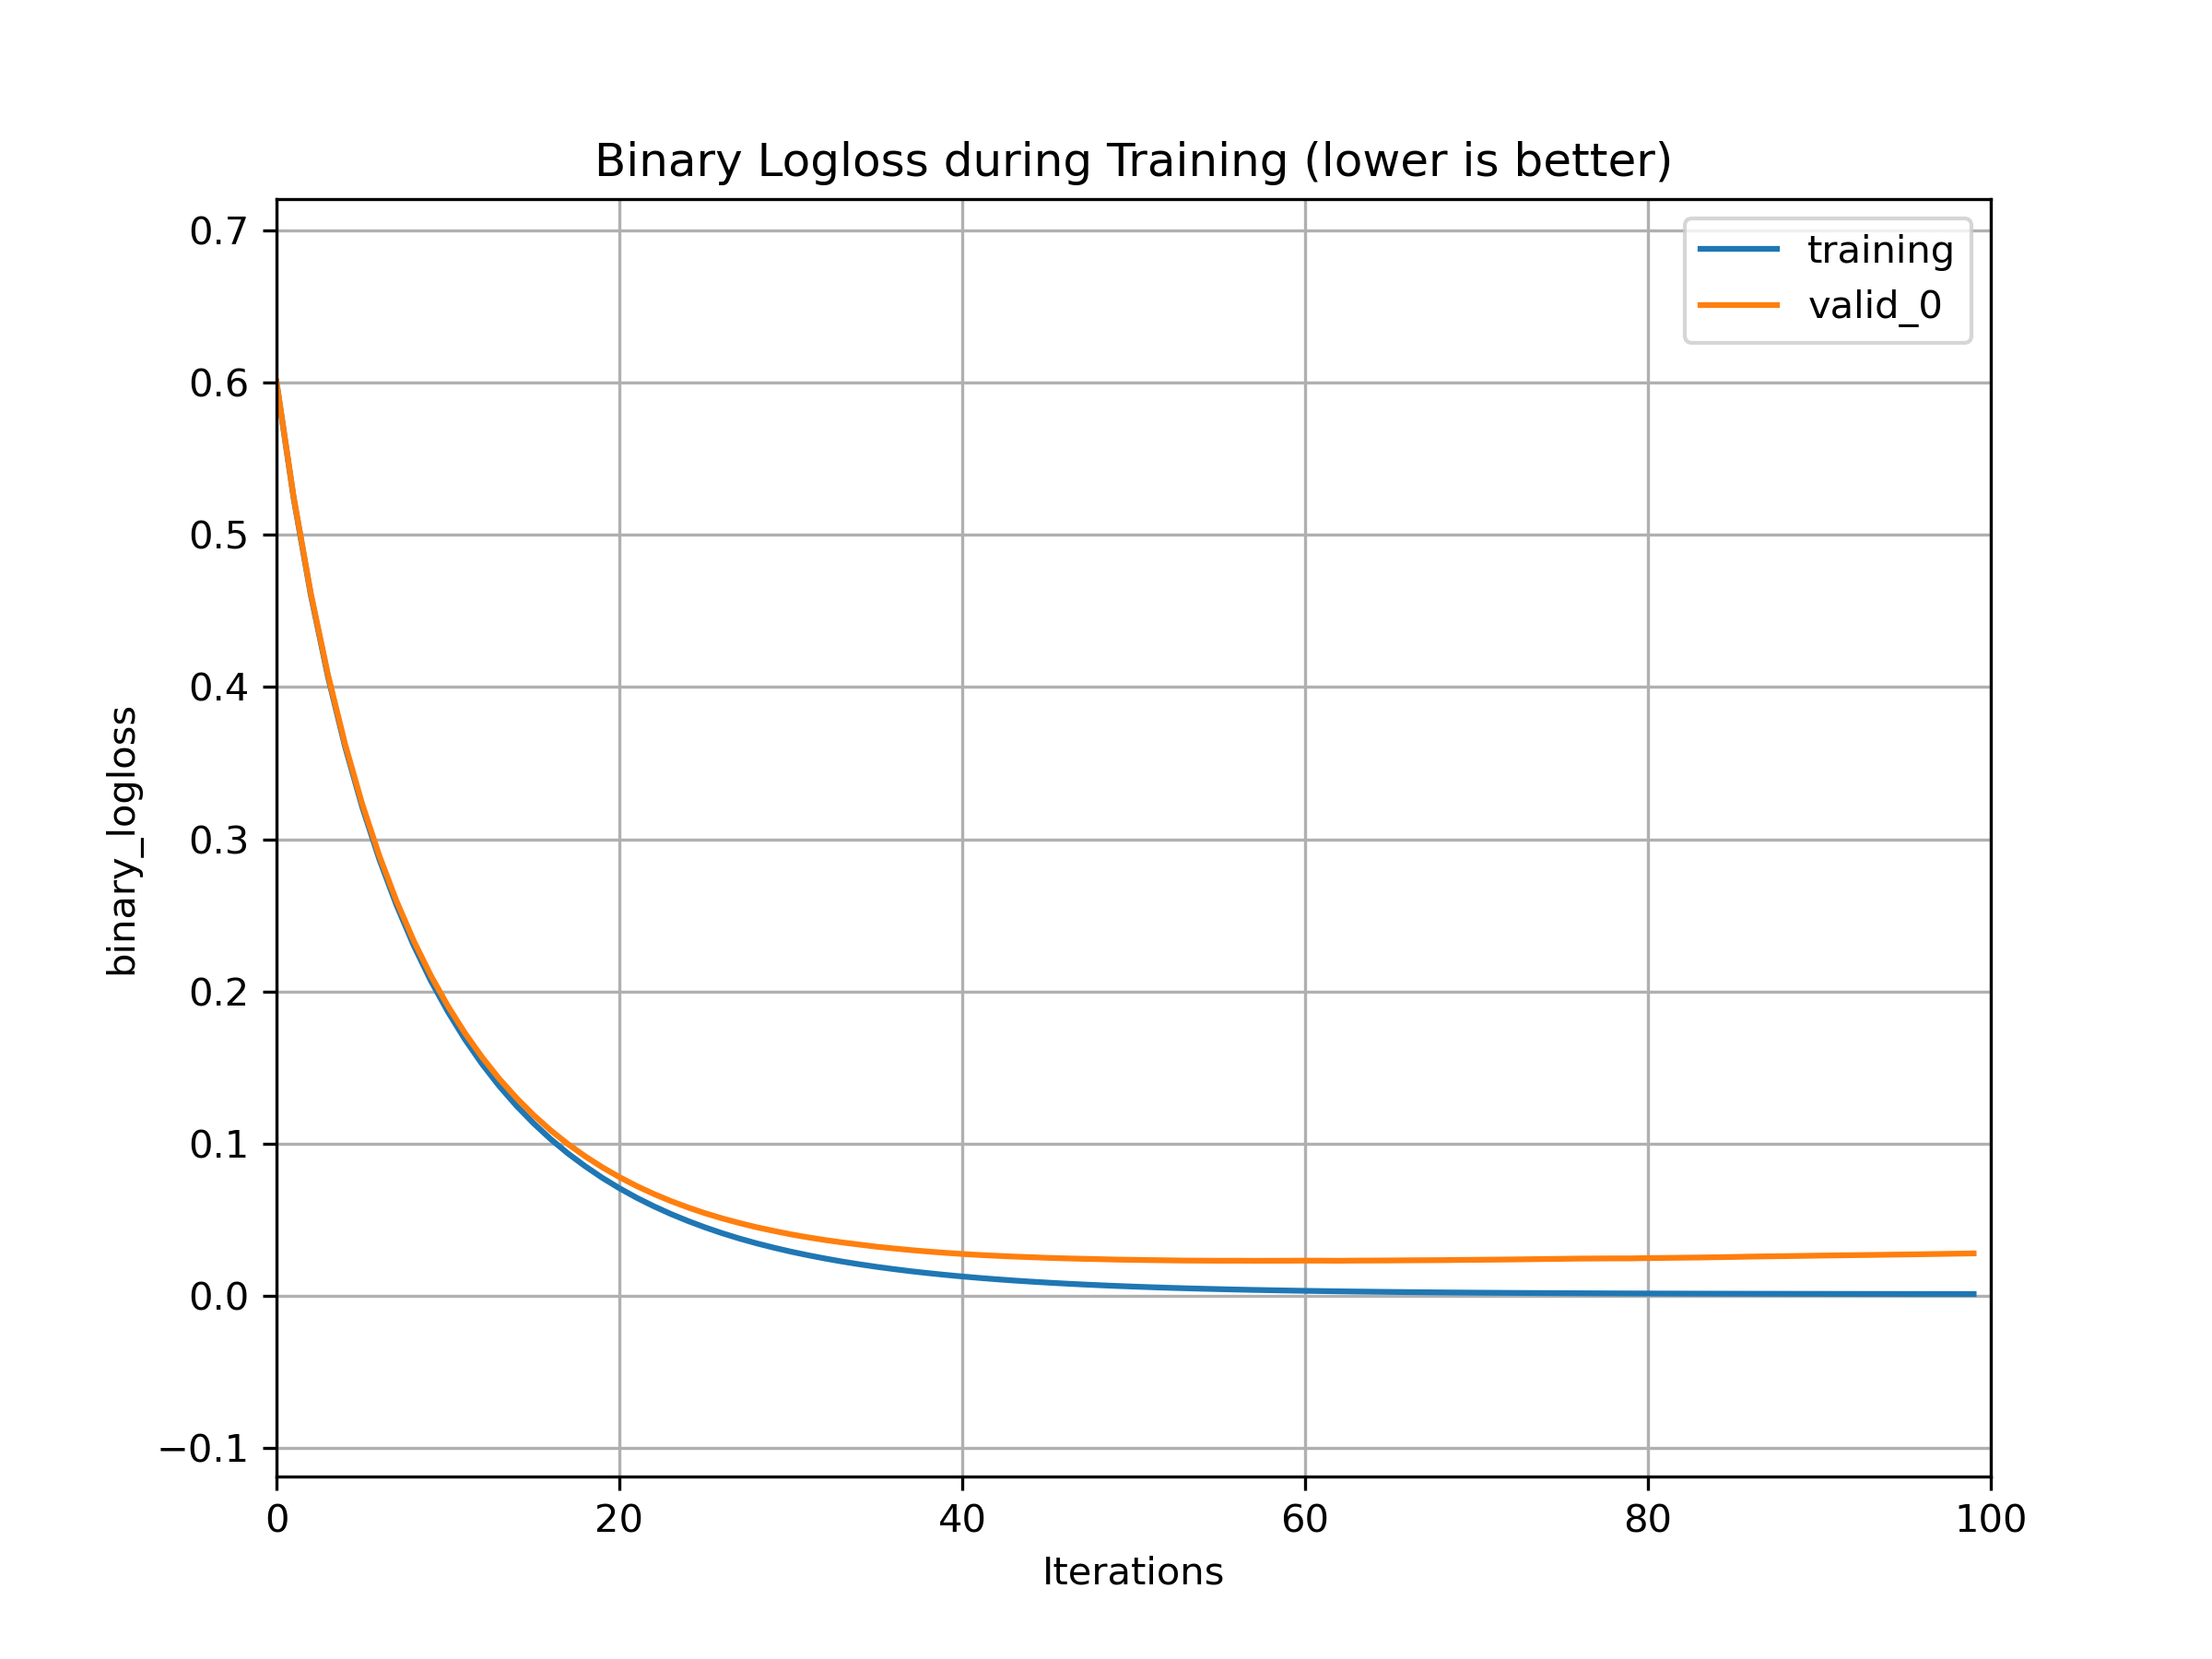 Binary Logloss during Training (lower is better)
0.7
0.6
0.5
0.4
0.3
0.2
0.1
0.0
−0.1
binary_logloss
training
valid_0
0 20 40 60 80 100
Iterations